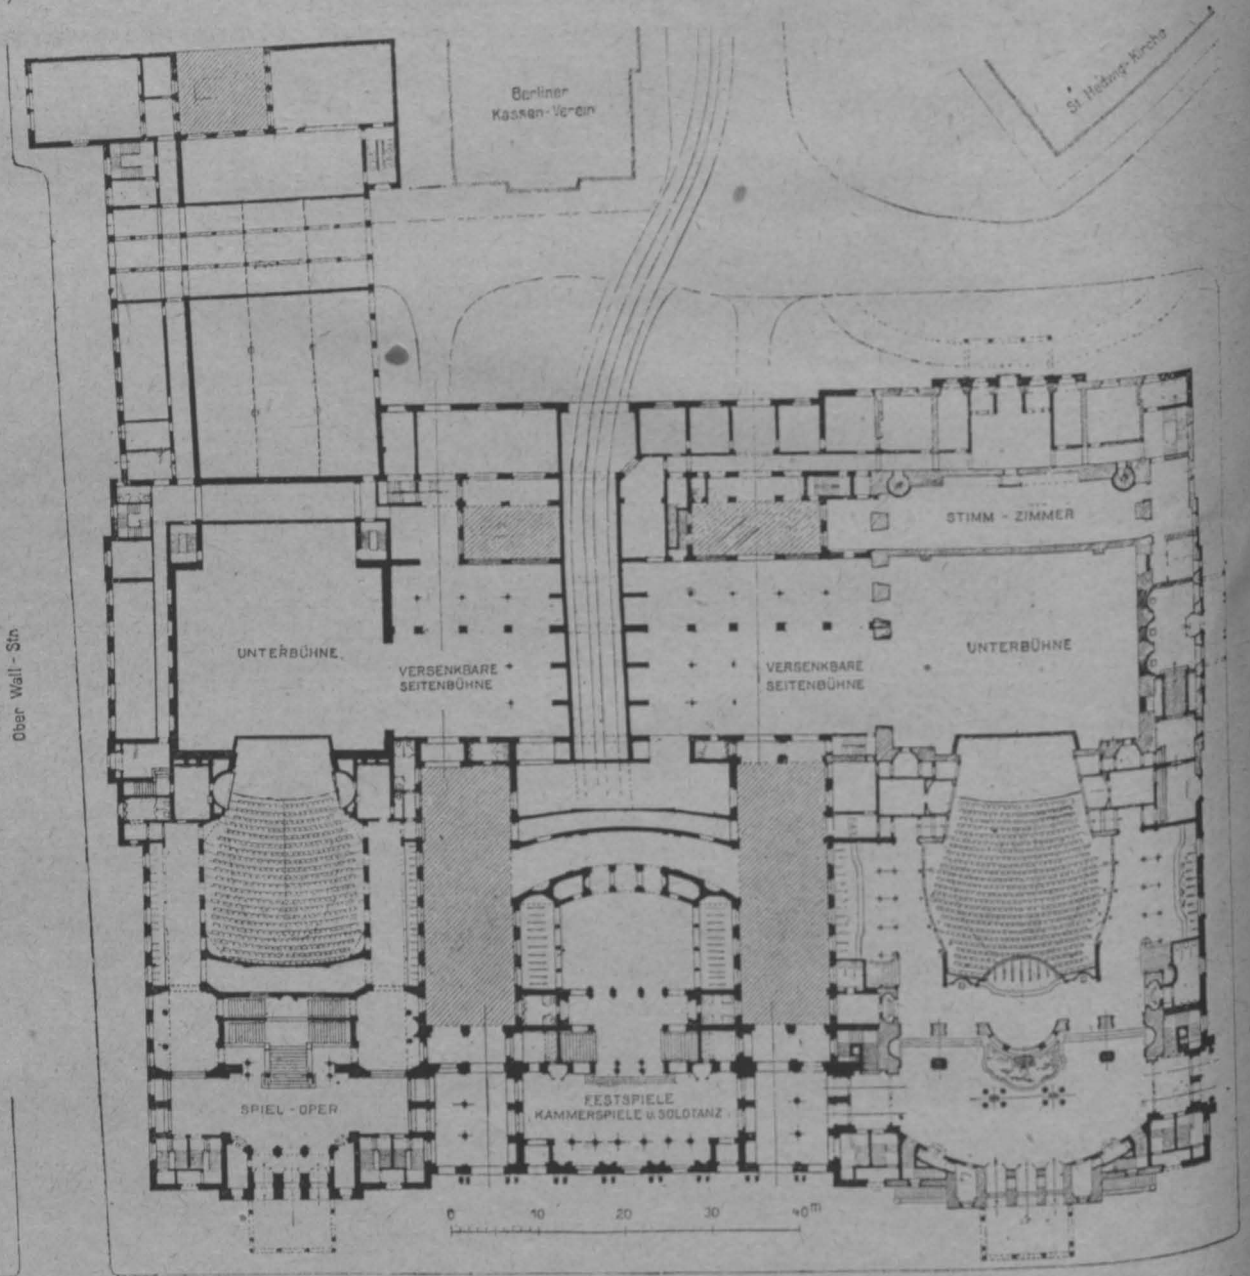 Berliner
Kassen-Verein
St Hedwig-Kirche
STIMM - ZIMMER
Ober Wall - Str.
UNTERBÜHNE.
VERSENKBARE
SEITENBÜHNE
VERSENKBARE
SEITENBÜHNE
UNTERBÜHNE
SPIEL - OPER
FESTSPIELE
KAMMERSPIELE u. SOLOTANZ
0 10 20 30 40 m